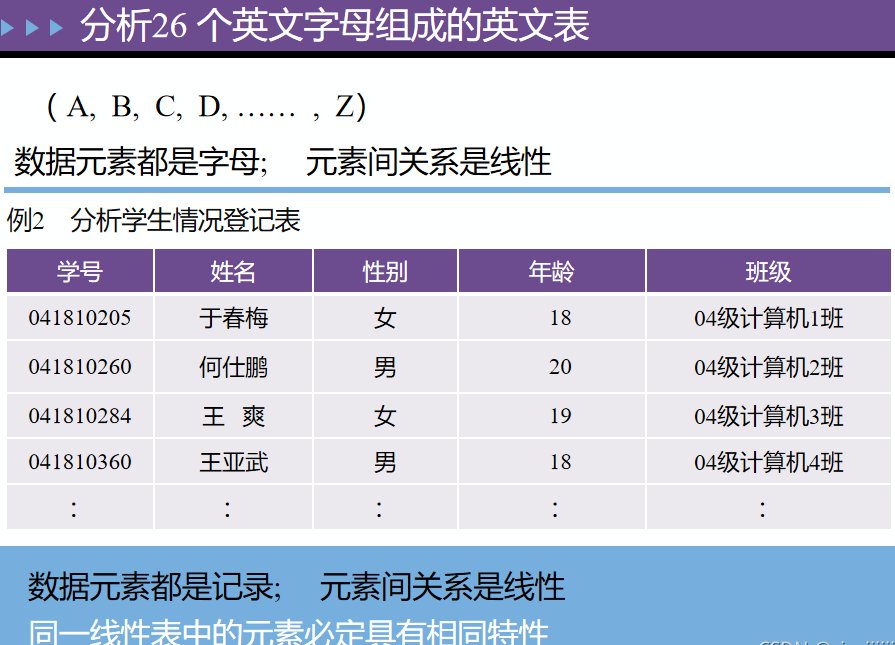 分析26 个英文字母组成的英文表
（ A, B, C, D, …… , Z）
数据元素都是字母; 元素间关系是线性
例2 分析学生情况登记表
学号 姓名 性别 年龄 班级
041810205 于春梅 女 18 04级计算机1班
041810260 何仕鹏 男 20 04级计算机2班
041810284 王 爽 女 19 04级计算机3班
041810360 王亚武 男 18 04级计算机4班
： ： ： ： ：
数据元素都是记录; 元素间关系是线性
同一线性表中的元素必定具有相同特性